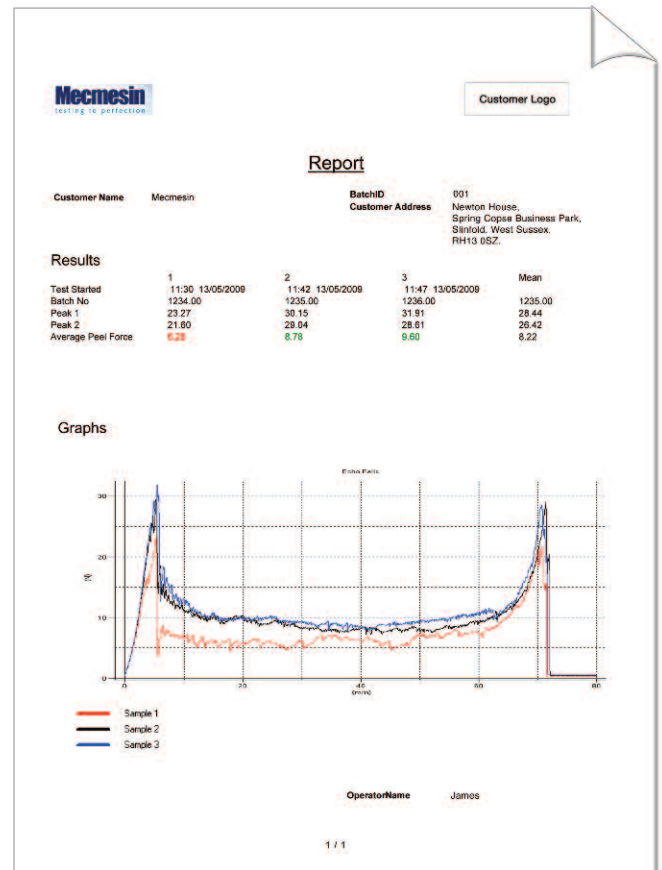 Mecmesin
testing to perfection
Customer Logo
Report
Customer Name Mecmesin
BatchID 001
Customer Address Newton House,
Spring Copse Business Park,
Slinfold, West Sussex.
RH13 0SZ.
Results
1 2 3 Mean
Test Started 11:30 13/05/2009 11:42 13/05/2009 11:47 13/05/2009
Batch No 1234.00 1235.00 1236.00 1235.00
Peak 1 23.27 30.15 31.91 28.44
Peak 2 21.60 29.04 28.61 26.42
Average Peel Force 6.28 8.78 9.60 8.22
Graphs
Echo Falls
30
20
(N)
10
0
0 20 40 60 80
(mm)
Sample 1
Sample 2
Sample 3
OperatorName James
1 / 1